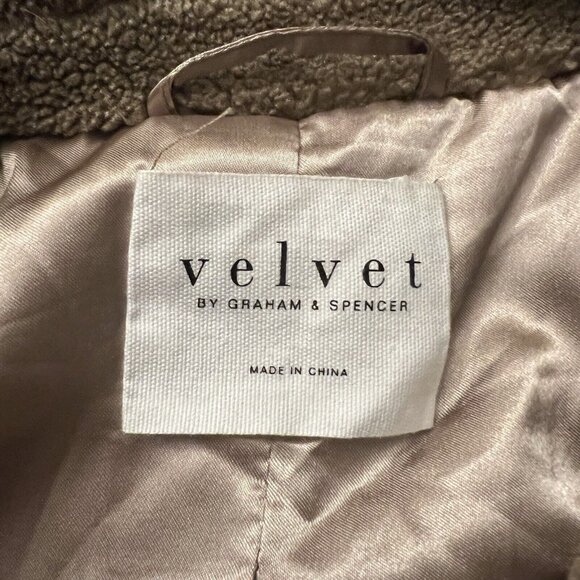 velvet
BY GRAHAM & SPENCER
MADE IN CHINA